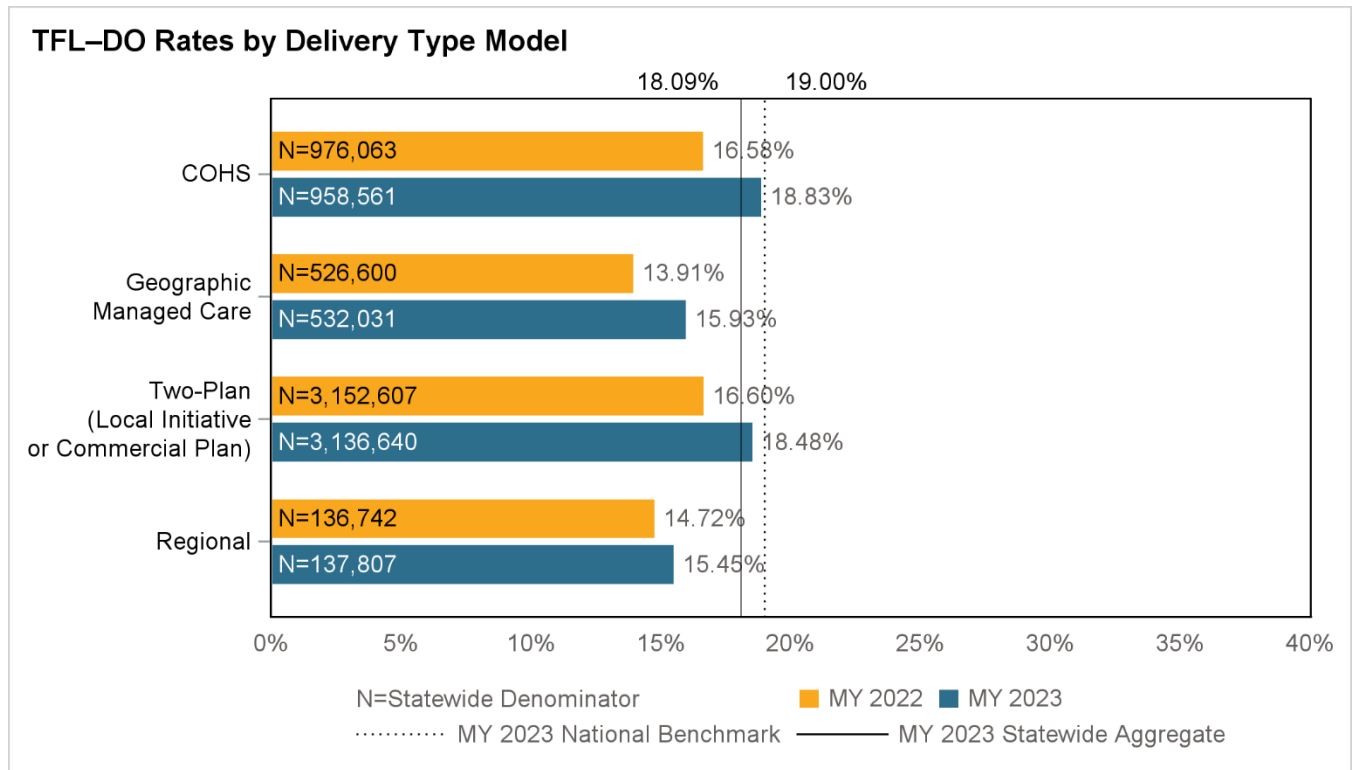 TFL–DO Rates by Delivery Type Model
18.09% 19.00%
COHS
N=976,063 16.58%
N=958,561 18.83%
Geographic
Managed Care
N=526,600 13.91%
N=532,031 15.93%
Two-Plan
(Local Initiative
or Commercial Plan)
N=3,152,607 16.60%
N=3,136,640 18.48%
Regional
N=136,742 14.72%
N=137,807 15.45%
0% 5% 10% 15% 20% 25% 30% 35% 40%
N=Statewide Denominator MY 2022 MY 2023
MY 2023 National Benchmark MY 2023 Statewide Aggregate